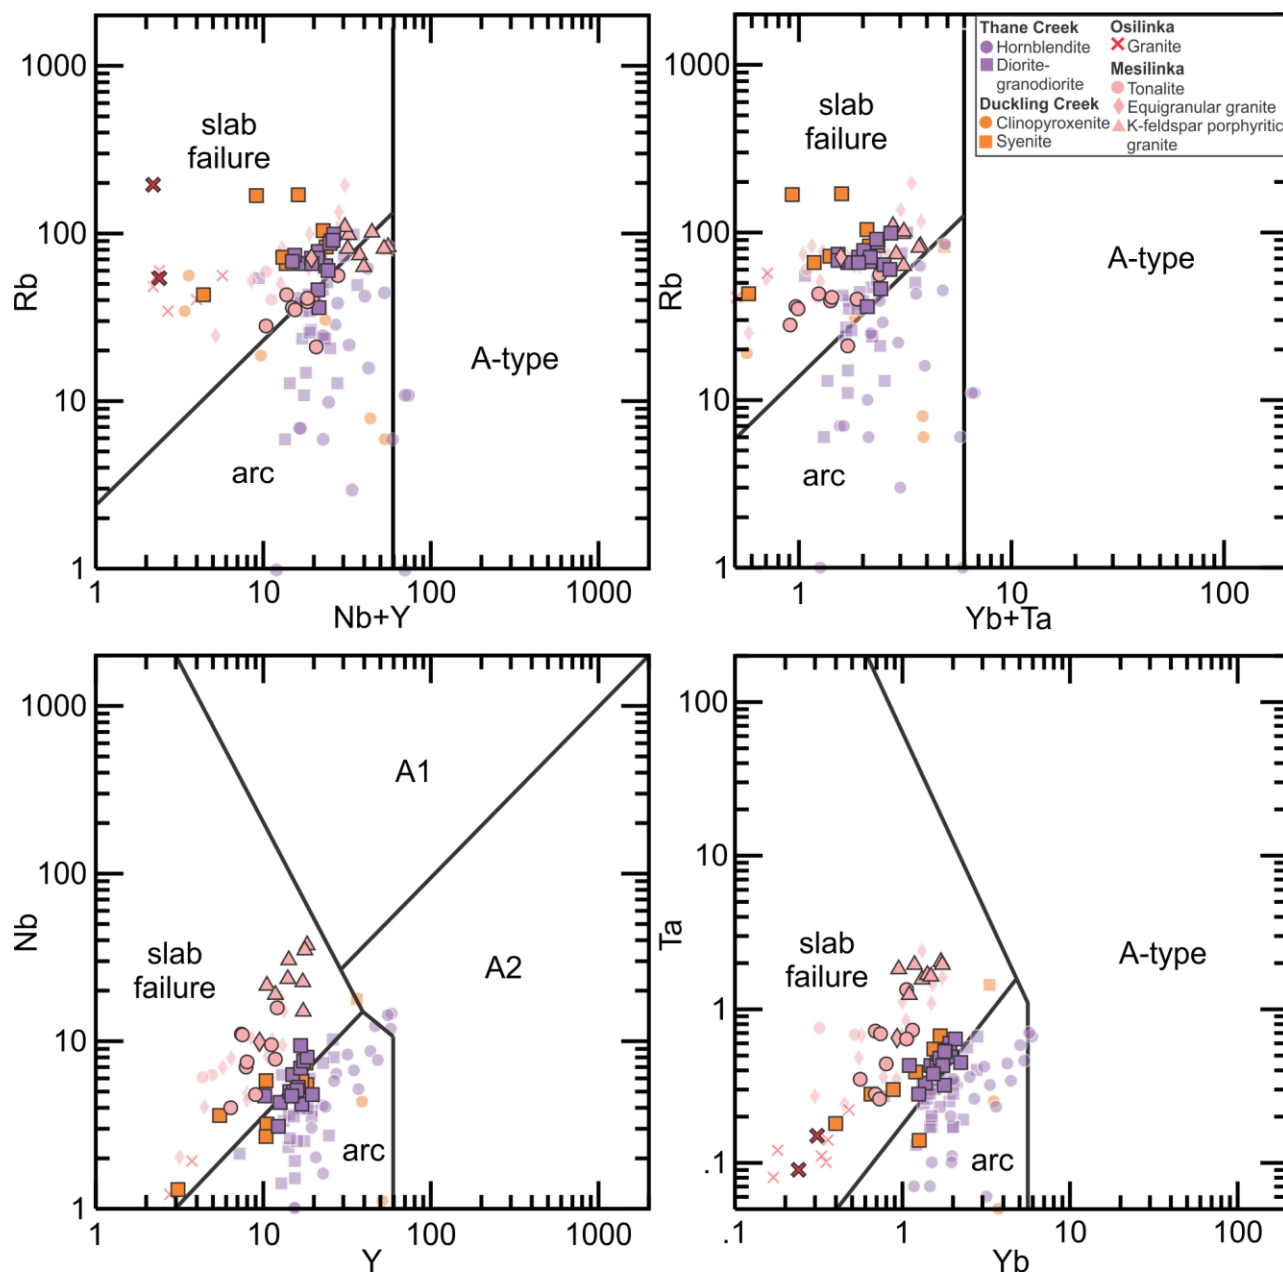 1000
100
10
1
Rb
slab
failure
A-type
arc
1
10
100
1000
Nb+Y
1000
100
10
1
Rb
slab
failure
A-type
arc
1
10
100
Yb+Ta
Thane Creek
Hornblendite
Diorite-
granodiorite
Duckling Creek
Clinopyroxenite
Syenite
Osilinka
Granite
Mesilinka
Tonalite
Equigranular granite
K-feldspar porphyritic
granite
1000
100
10
1
Nb
A1
slab
failure
A2
arc
1
10
100
1000
Y
100
10
1
.1
Ta
slab
failure
A-type
arc
.1
1
10
100
Yb